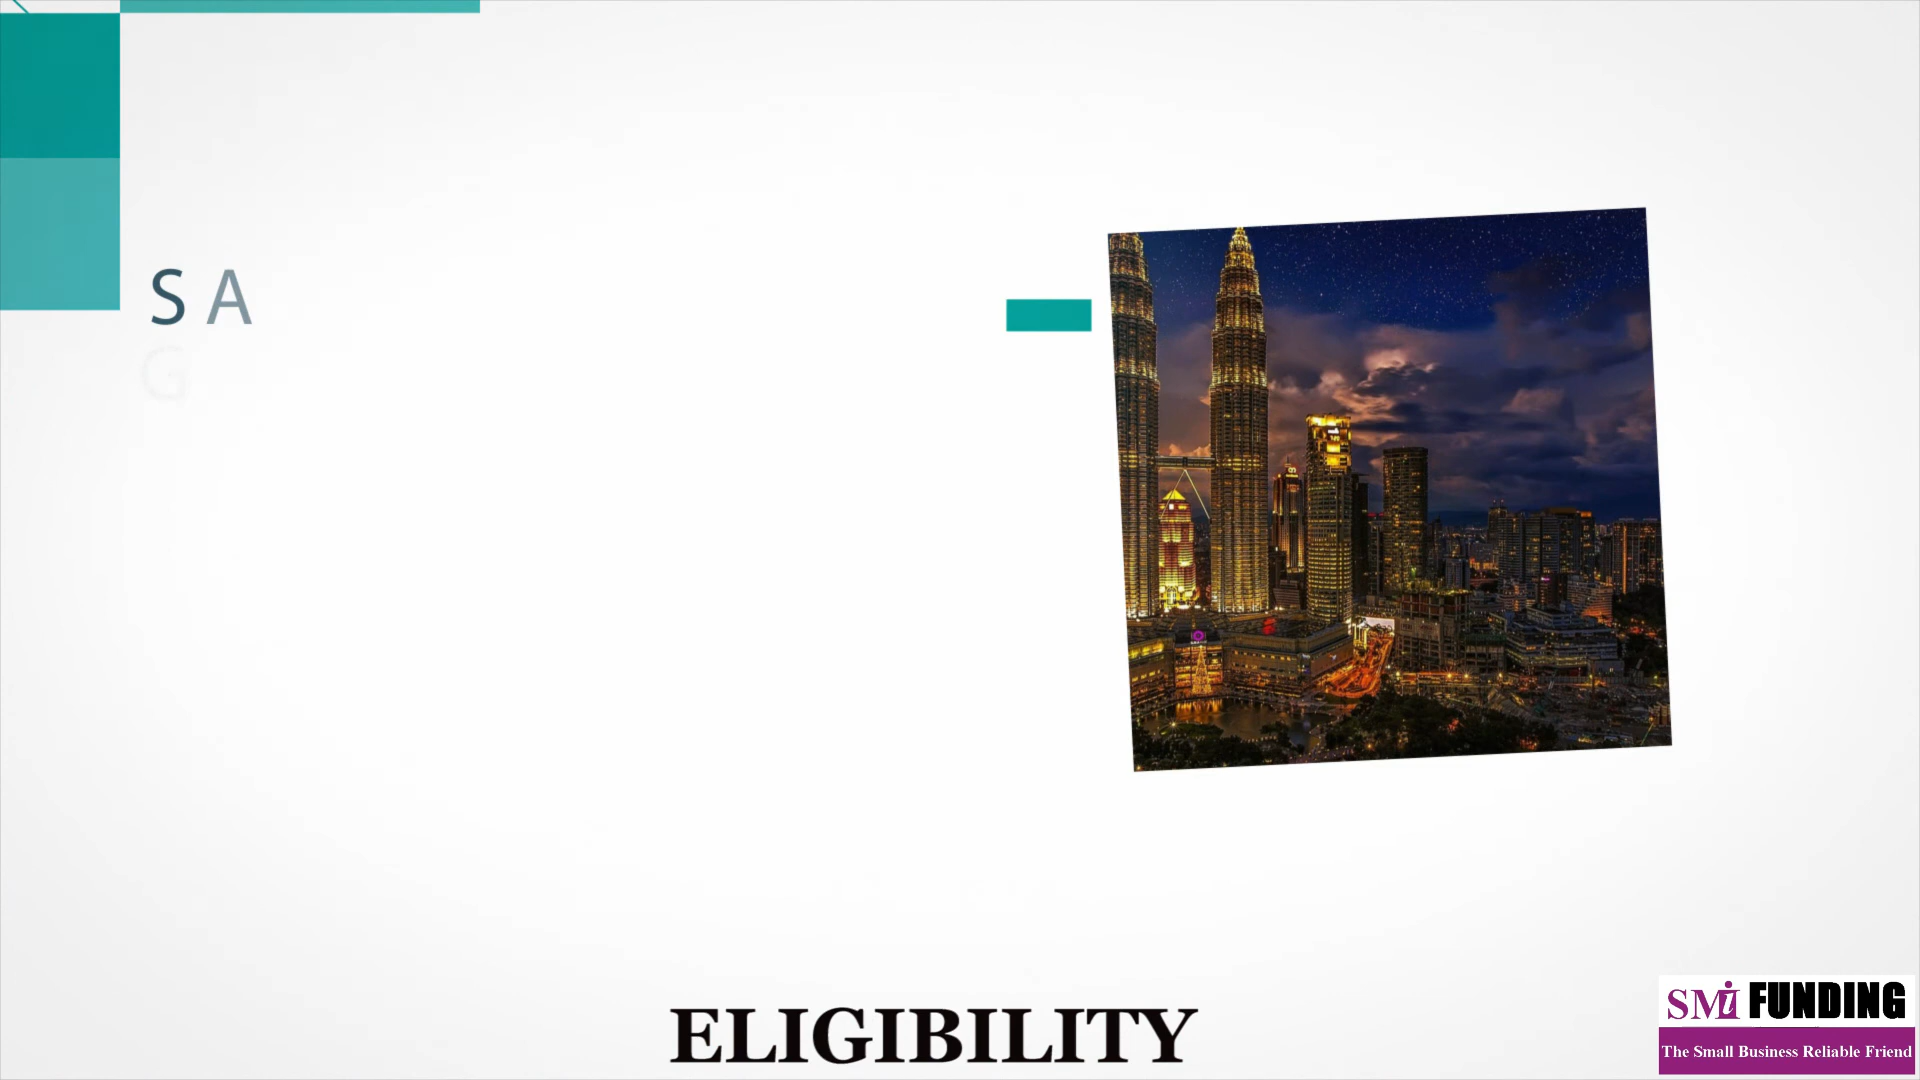 S A
G
ELIGIBILITY
SMi FUNDING
The Small Business Reliable Friend